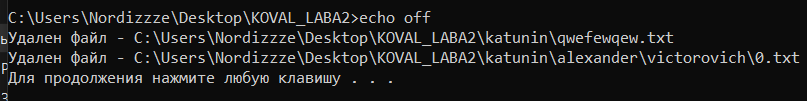 C:\Users\Nordizzze\Desktop\KOVAL_LABA2>echo off
Удален файл - C:\Users\Nordizzze\Desktop\KOVAL_LABA2\katunin\qwefewqew.txt
Удален файл - C:\Users\Nordizzze\Desktop\KOVAL_LABA2\katunin\alexander\victorovich\0.txt
Для продолжения нажмите любую клавишу . . .